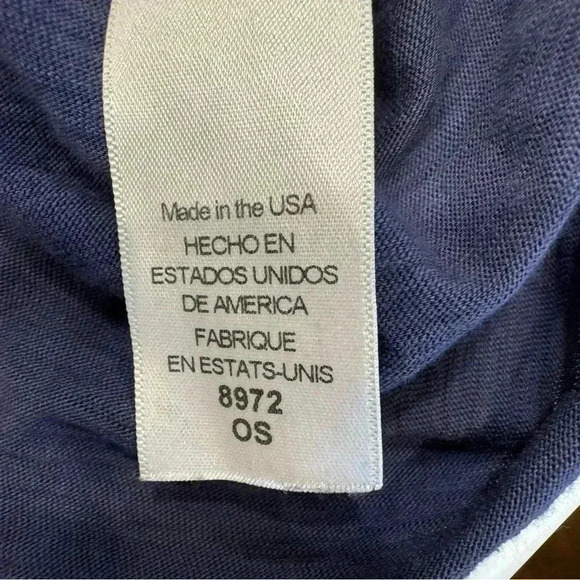 Made in the USA
HECHO EN
ESTADOS UNIDOS
DE AMERICA
FABRIQUE
EN ESTATS-UNIS
8972
OS